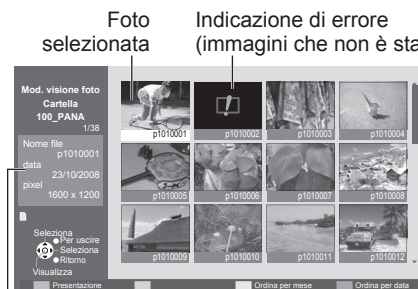 Foto
selezionata
Indicazione di errore
(immagini che non è sta
Mod. visione foto
Cartella
100_PANA
1/38
Nome file
p1010001
data
23/10/2008
pixel
1600 x 1200
Seleziona
Per uscire
Seleziona
Ritorno
Visualizza
p1010001
p1010002
p1010003
p1010004
p1010005
p1010006
p1010007
p1010008
p1010009
p1010010
p1010011
p1010012
Presentazione
Ordina per mese
Ordina per data